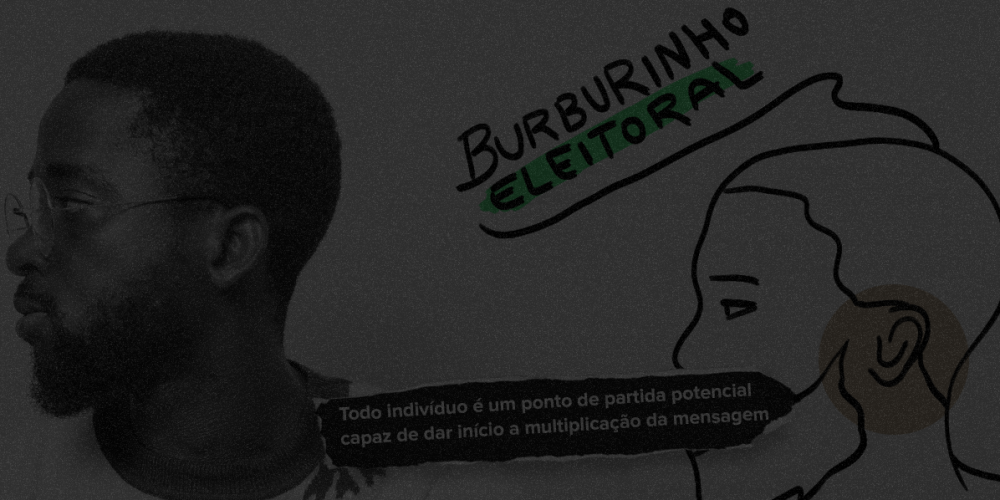 BURBURINHO
ELEITORAL
Todo indivíduo é um ponto de partida potencial
capaz de dar início a multiplicação da mensagem